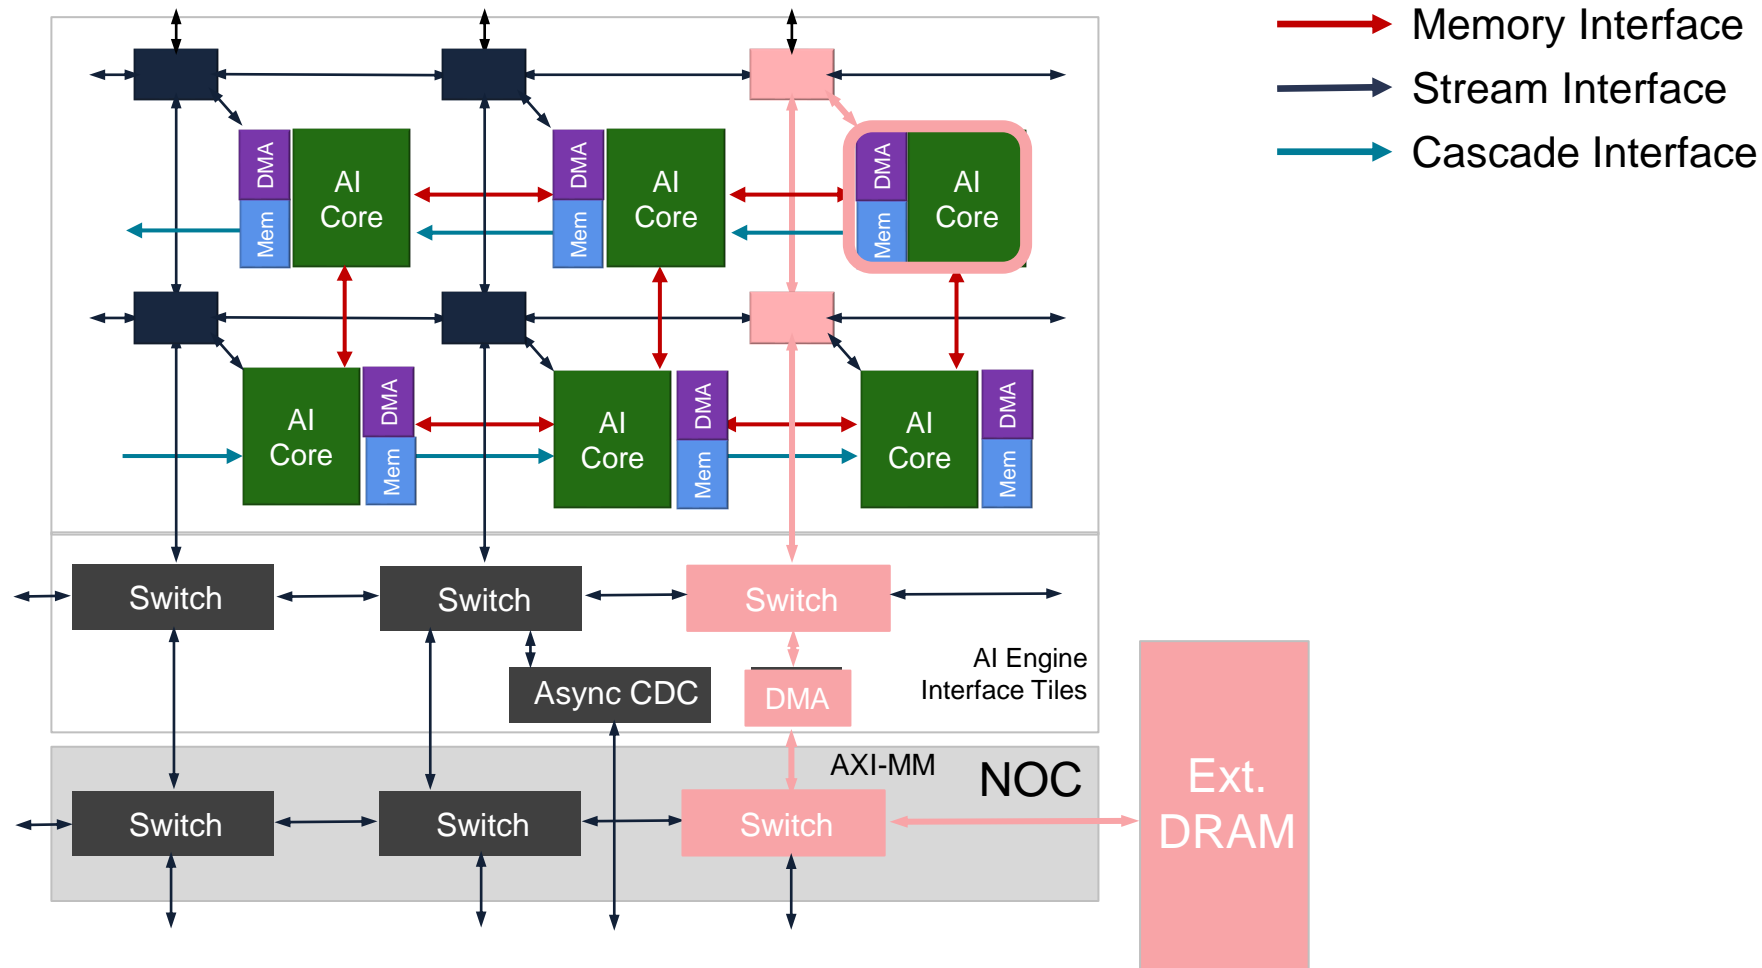 Memory Interface
Stream Interface
Cascade Interface
DMA
Mem
AI
Core
DMA
Mem
AI
Core
DMA
Mem
AI
Core
AI
Core
DMA
Mem
AI
Core
DMA
Mem
AI
Core
DMA
Mem
Switch
Switch
Switch
AI Engine
Interface Tiles
Async CDC
DMA
AXI-MM
NOC
Switch
Switch
Switch
Ext.
DRAM